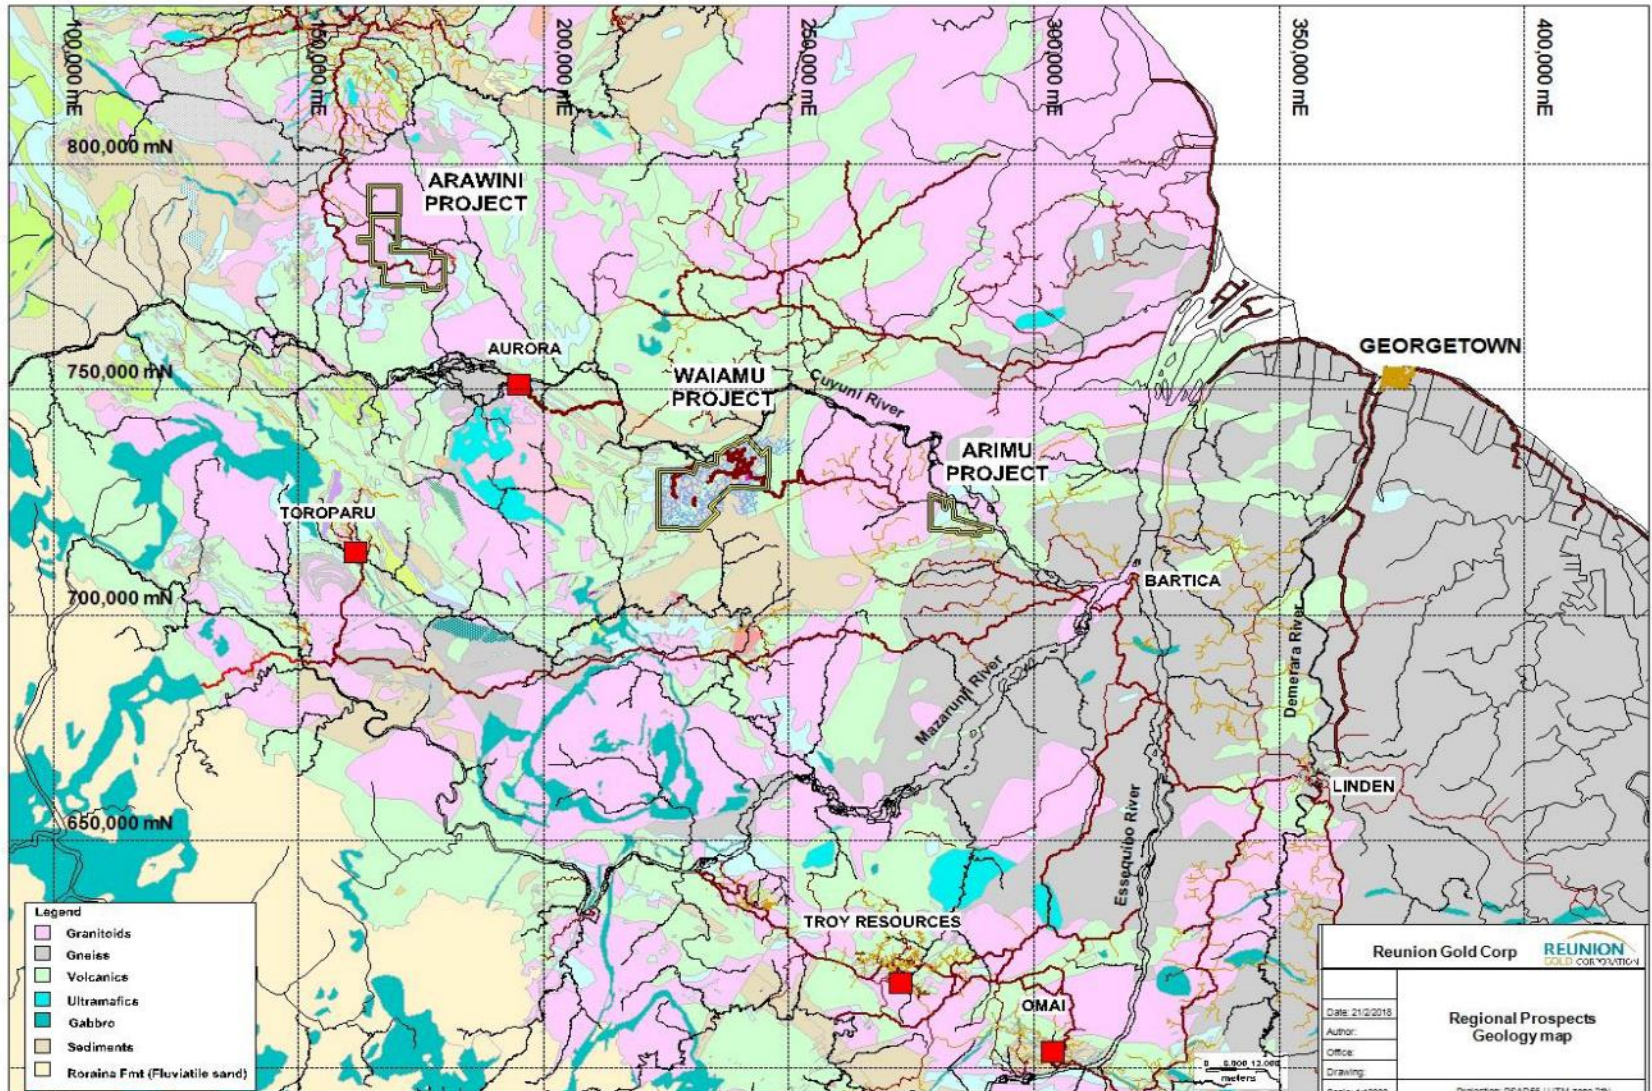 100,000 mE
150,000 mE
200,000 mE
250,000 mE
300,000 mE
350,000 mE
400,000 mE
800,000 mN
ARAWINI
PROJECT
AURORA
GEORGETOWN
750,000 mN
WAIAMU
PROJECT
Cuyuni River
ARIMU
PROJECT
TOROPARU
BARTICA
700,000 mN
Mazaruni River
Demerara River
LINDEN
650,000 mN
Essequibo River
TROY RESOURCES
OMAI
Legend
Granitoids
Gneiss
Volcanics
Ultramafics
Gabbro
Sediments
Roraima Fmt (Fluviatile sand)
meters
Reunion Gold Corp
REUNION
GOLD CORPORATION
Date: 21/2/2018
Author:
Office:
Drawing:
Regional Prospects
Geology map